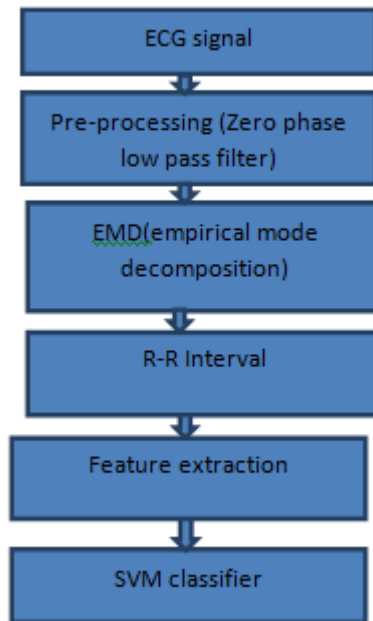 ECG signal
Pre-processing (Zero phase
low pass filter)
EMD(empirical mode
decomposition)
R-R Interval
Feature extraction
SVM classifier